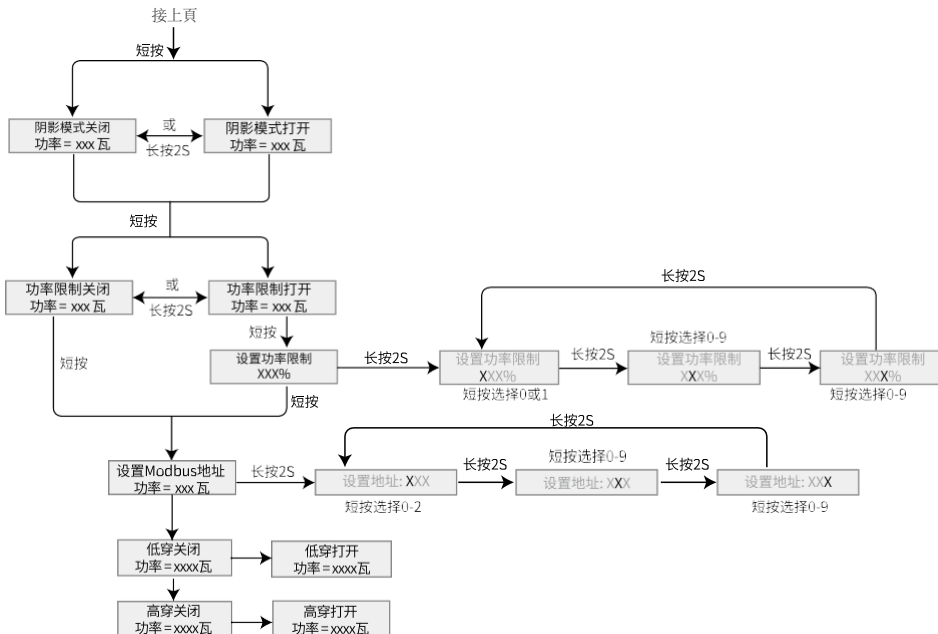 接上頁
短按
阴影模式关闭
功率 = xxx 瓦
或
长按2S
阴影模式打开
功率 = xxx 瓦
短按
功率限制关闭
功率 = xxx 瓦
或
长按2S
功率限制打开
功率 = xxx 瓦
短按
短按
设置功率限制
XXX%
长按2S
长按2S
设置功率限制
XXX%
短按选择0或1
长按2S
短按选择0-9
设置功率限制
XXX%
长按2S
设置功率限制
XXX%
短按选择0-9
短按
设置Modbus地址
功率 = xxx 瓦
长按2S
长按2S
设置地址: XXX
短按选择0-2
长按2S
短按选择0-9
设置地址: XXX
长按2S
设置地址: XXX
短按选择0-9
低穿关闭
功率 = xxxx瓦
低穿打开
功率 = xxxx瓦
高穿关闭
功率 = xxxx瓦
高穿打开
功率 = xxxx瓦